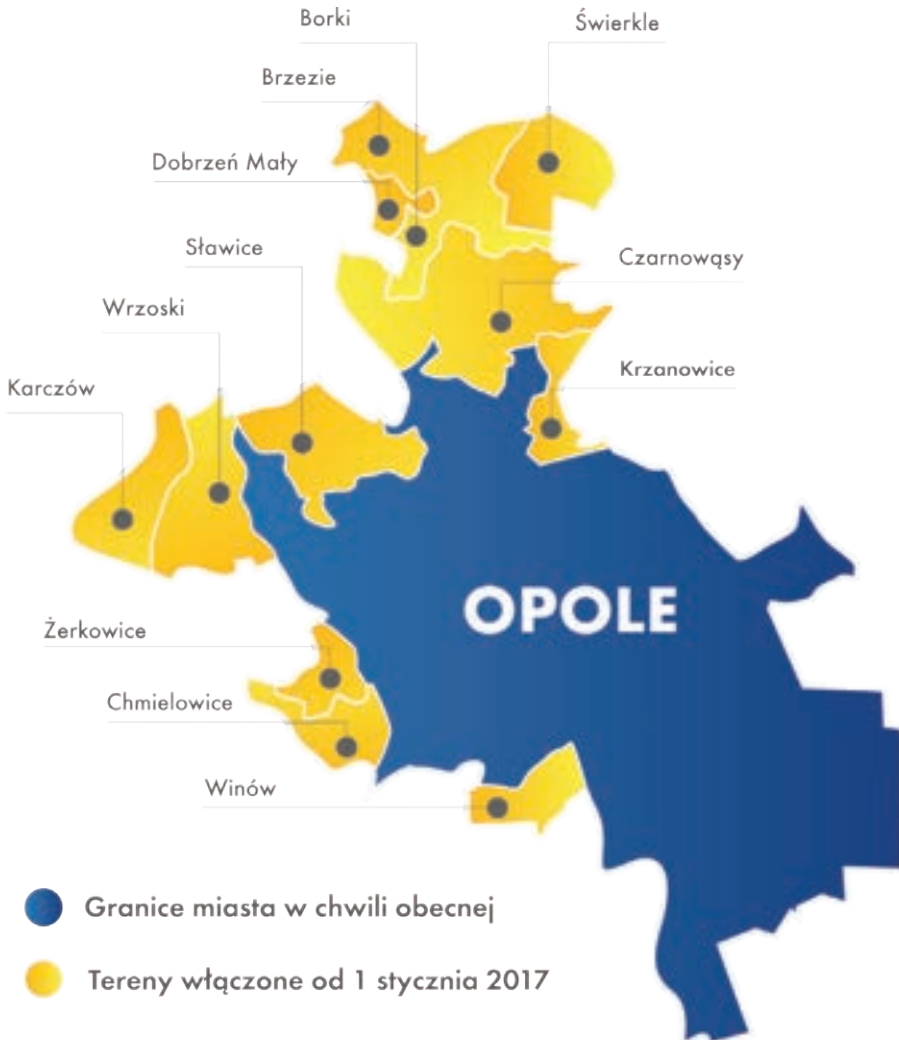 Borki
Świerkle
Brzezie
Dobrzeń Mały
Sławice
Czarnowąsy
Wrzoski
Krzanowice
Karczów
OPOLE
Żerkowice
Chmielowice
Winów
Granice miasta w chwili obecnej
Tereny włączone od 1 stycznia 2017